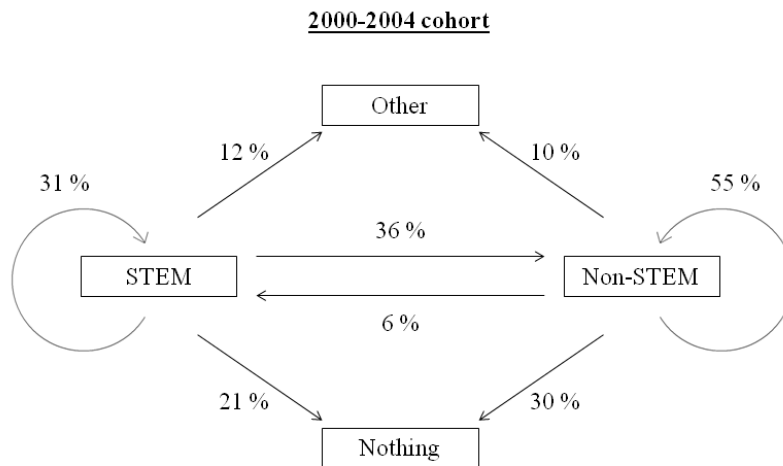 2000-2004 cohort
Other
12 %
10 %
31 %
55 %
36 %
STEM
Non-STEM
6 %
21 %
30 %
Nothing